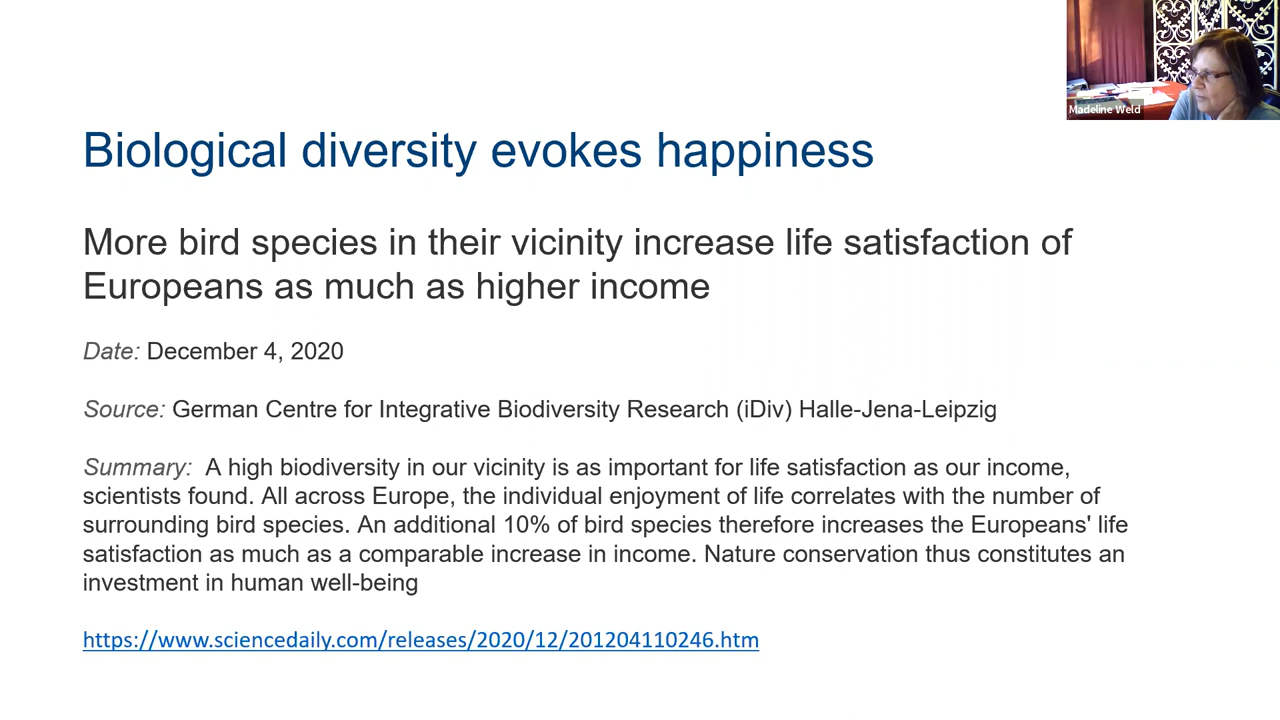 Madeline Weld
Biological diversity evokes happiness
More bird species in their vicinity increase life satisfaction of
Europeans as much as higher income
Date: December 4, 2020
Source: German Centre for Integrative Biodiversity Research (iDiv) Halle-Jena-Leipzig
Summary:  A high biodiversity in our vicinity is as important for life satisfaction as our income,
scientists found. All across Europe, the individual enjoyment of life correlates with the number of
surrounding bird species. An additional 10% of bird species therefore increases the Europeans' life
satisfaction as much as a comparable increase in income. Nature conservation thus constitutes an
investment in human well-being
https://www.sciencedaily.com/releases/2020/12/201204110246.htm